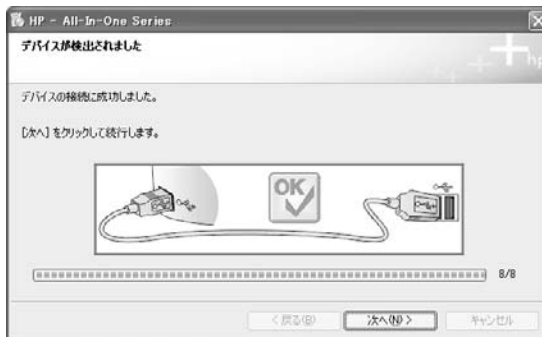 HP - All-In-One Series
デバイスが検出されました
hp
デバイスの接続に成功しました。
[次へ] をクリックして続行します。
OK
8/8
< 戻る(B)
次へ(N) >
キャンセル